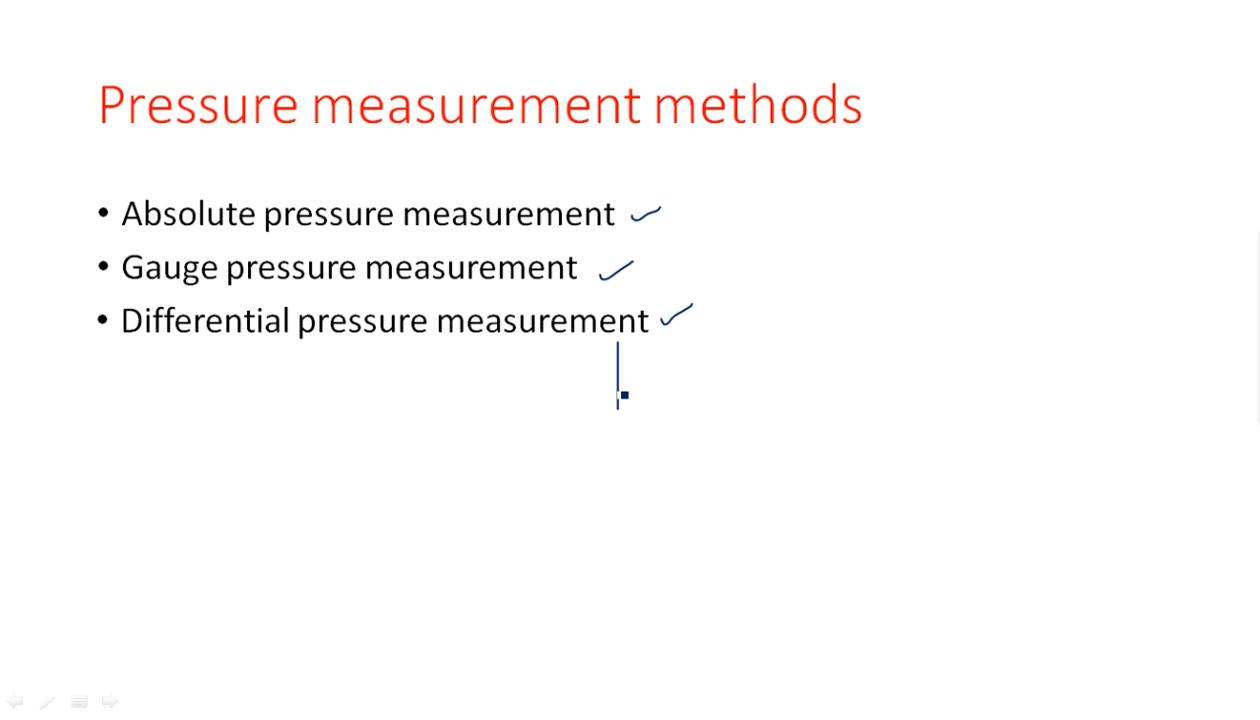 Pressure measurement methods
• Absolute pressure measurement
• Gauge pressure measurement
• Differential pressure measurement